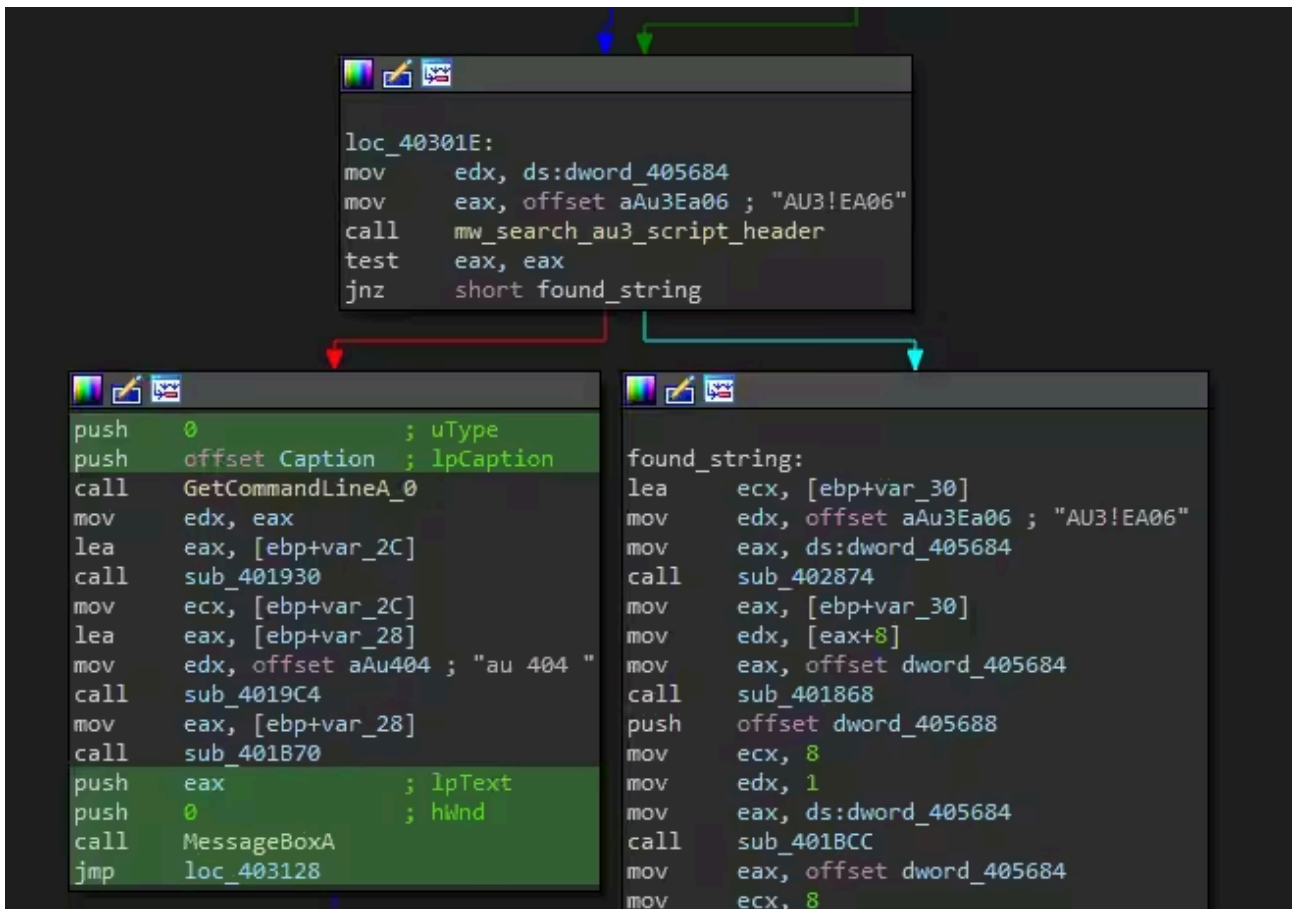 loc_40301E:
mov edx, ds:dword_405684
mov eax, offset aAu3Ea06 ; "AU3!EA06"
call mw_search_au3_script_header
test eax, eax
jnz short found_string
push 0 ; uType
push offset Caption ; lpCaption
call GetCommandLineA_0
mov edx, eax
lea eax, [ebp+var_2C]
call sub_401930
mov ecx, [ebp+var_2C]
lea eax, [ebp+var_28]
mov edx, offset aAu404 ; "au 404 "
call sub_4019C4
mov eax, [ebp+var_28]
call sub_401B70
push eax ; lpText
push 0 ; hWnd
call MessageBoxA
jmp loc_403128
found_string:
lea ecx, [ebp+var_30]
mov edx, offset aAu3Ea06 ; "AU3!EA06"
mov eax, ds:dword_405684
call sub_402874
mov eax, [ebp+var_30]
mov edx, [eax+8]
mov eax, offset dword_405684
call sub_401868
push offset dword_405688
mov ecx, 8
mov edx, 1
mov eax, ds:dword_405684
call sub_401BCC
mov eax, offset dword_405684
mov ecx, 8